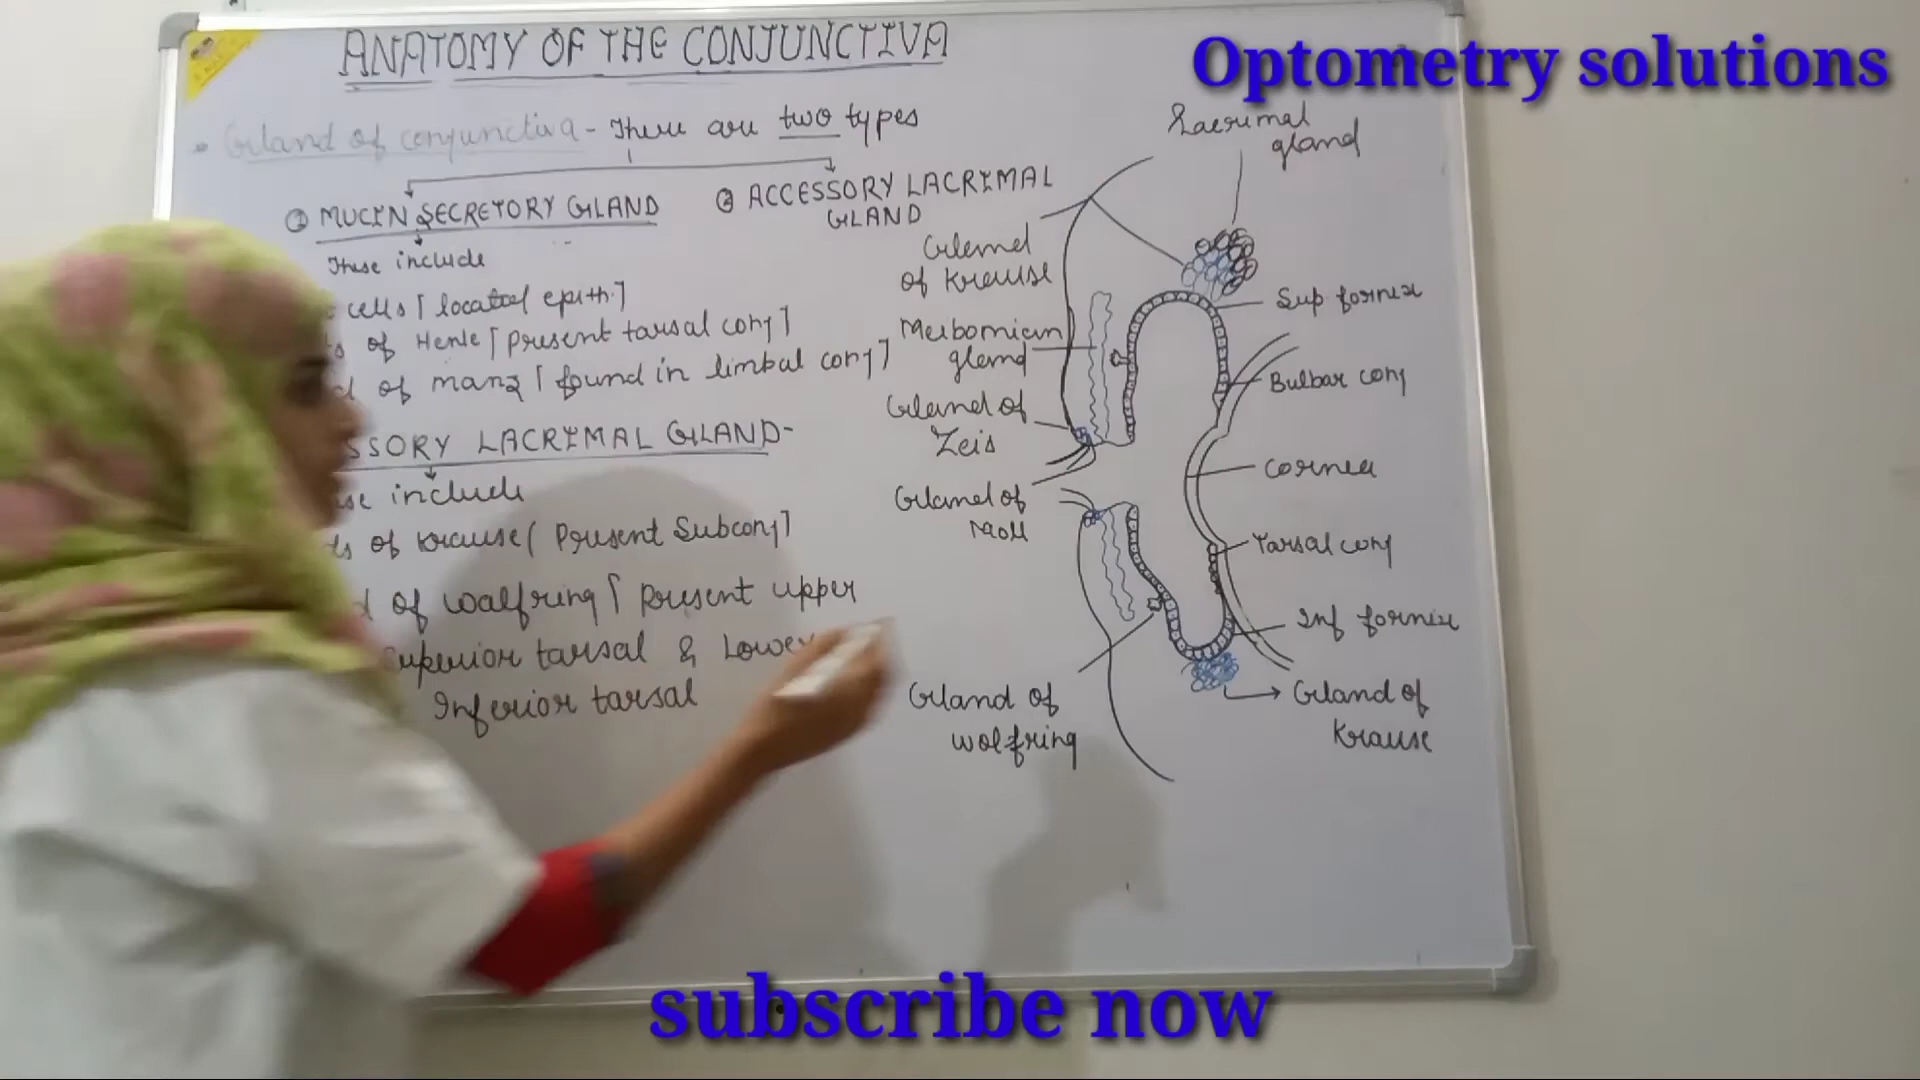 ANATOMY OF THE CONJUNCTIVA
Optometry solutions
Gland of conjunctiva - There are two types
① MUCIN SECRETORY GLAND
② ACCESSORY LACRIMAL
GLAND
These include
cells [located epith.]
of Henle [present tarsal conj]
of manz [found in limbal conj]
SSORY LACRIMAL GLAND-
se include
of Krause [Present Subconj]
of walfring [present upper
Superior tarsal & Lower
Inferior tarsal
Lacrimal
gland
Gland
of Krause
Meibomian
gland
Gland of
Zeis
Gland of
Moll
Gland of
wolfring
Sup fornix
Bulbar conj
Cornea
Tarsal conj
Inf fornix
Gland of
Krause
subscribe now